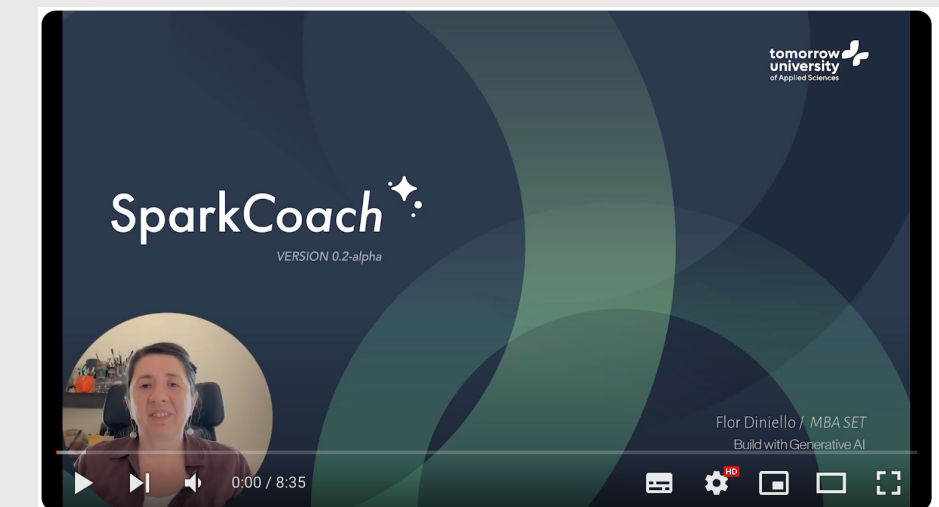 tomorrow
university
of Applied Sciences
SparkCoach
VERSION 0.2-alpha
Flor Diniello / MBA SET
Build with Generative AI
0:00 / 8:35
HD